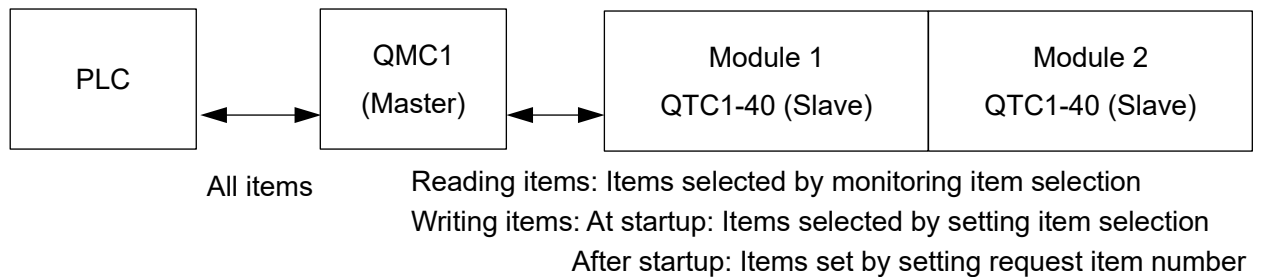 PLC
QMC1
(Master)
Module 1
QTC1-40 (Slave)
Module 2
QTC1-40 (Slave)
All items
Reading items: Items selected by monitoring item selection
Writing items: At startup: Items selected by setting item selection
After startup: Items set by setting request item number